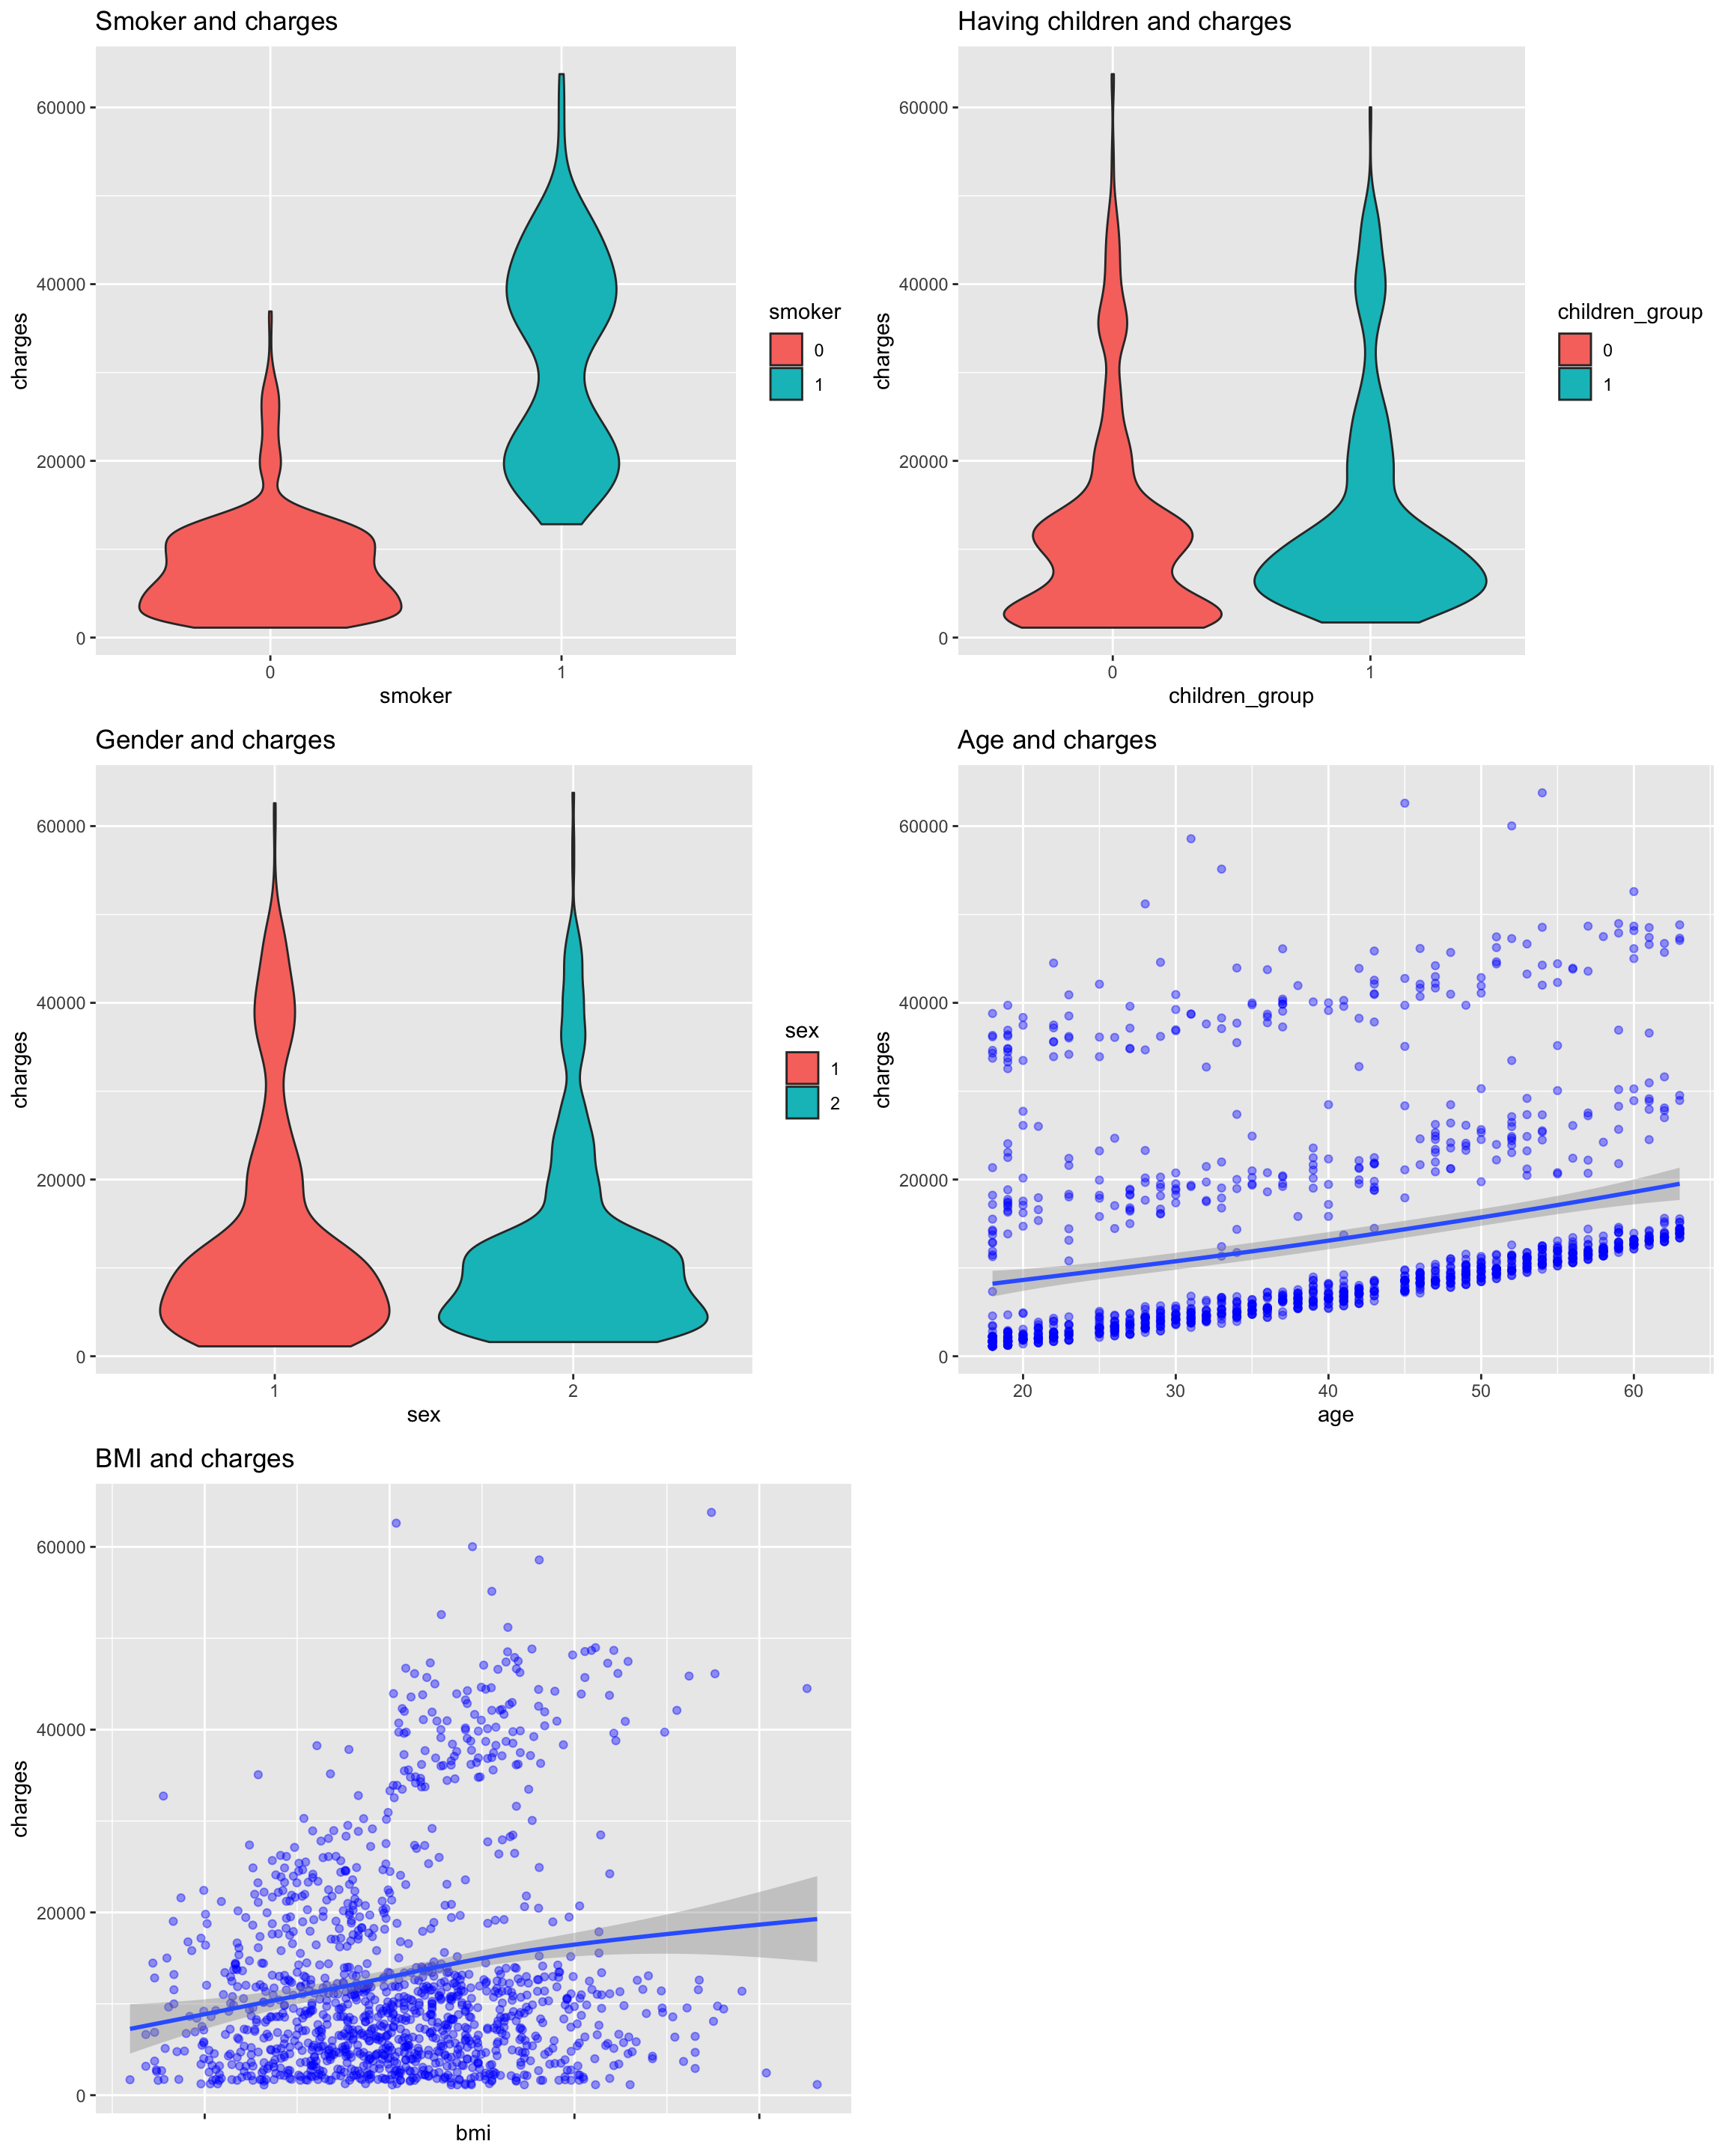 Smoker and charges
60000
40000
20000
0
charges
0
1
smoker
smoker
0
1
Having children and charges
60000
40000
20000
0
charges
0
1
children_group
children_group
0
1
Gender and charges
60000
40000
20000
0
charges
1
2
sex
sex
1
2
Age and charges
60000
40000
20000
0
charges
20 30 40 50 60
age
BMI and charges
60000
40000
20000
0
charges
bmi